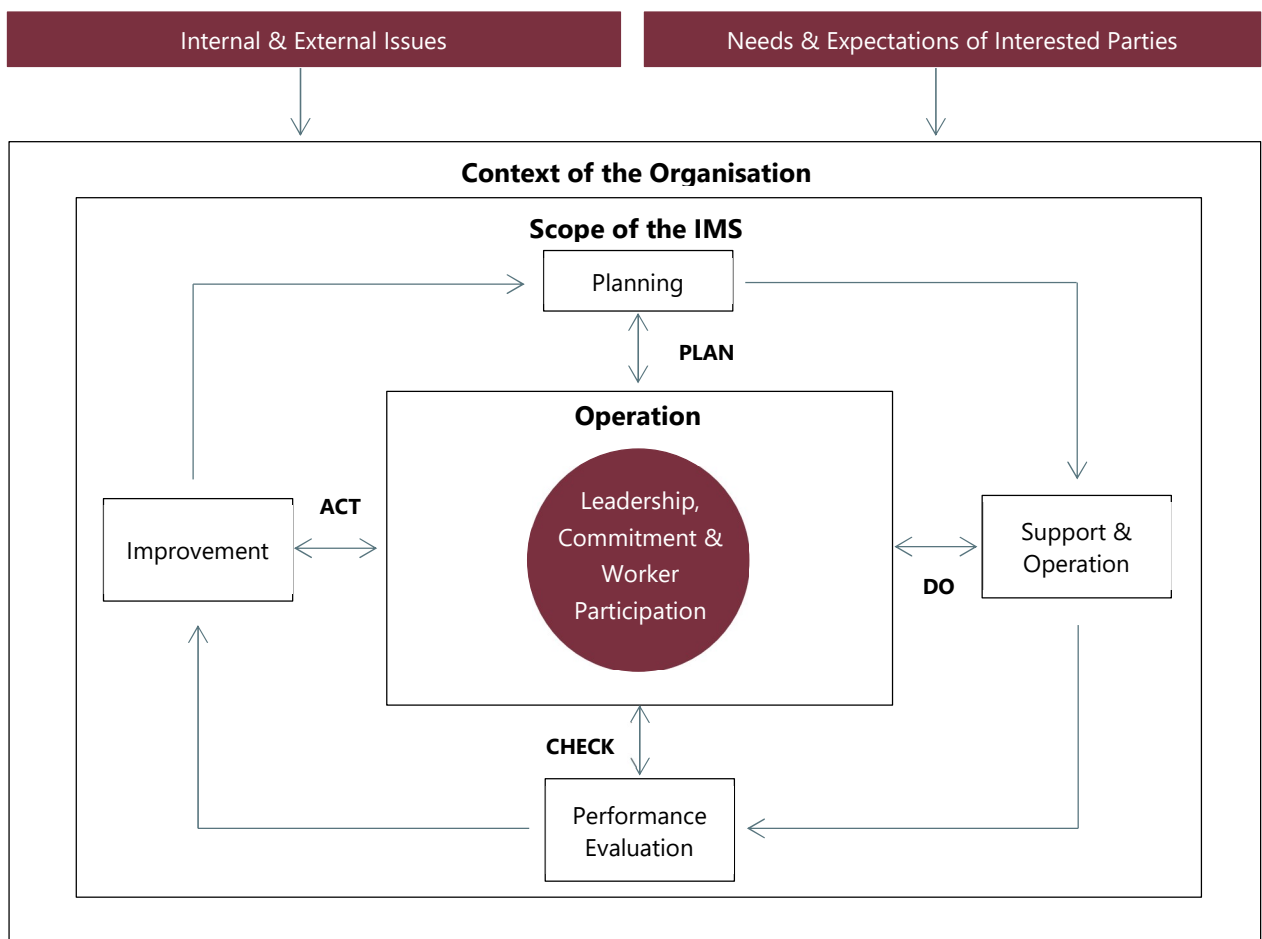 Internal & External Issues
Needs & Expectations of Interested Parties
Context of the Organisation
Scope of the IMS
Planning
PLAN
Operation
Leadership,
Commitment &
Worker
Participation
ACT
Improvement
Support &
Operation
DO
CHECK
Performance
Evaluation